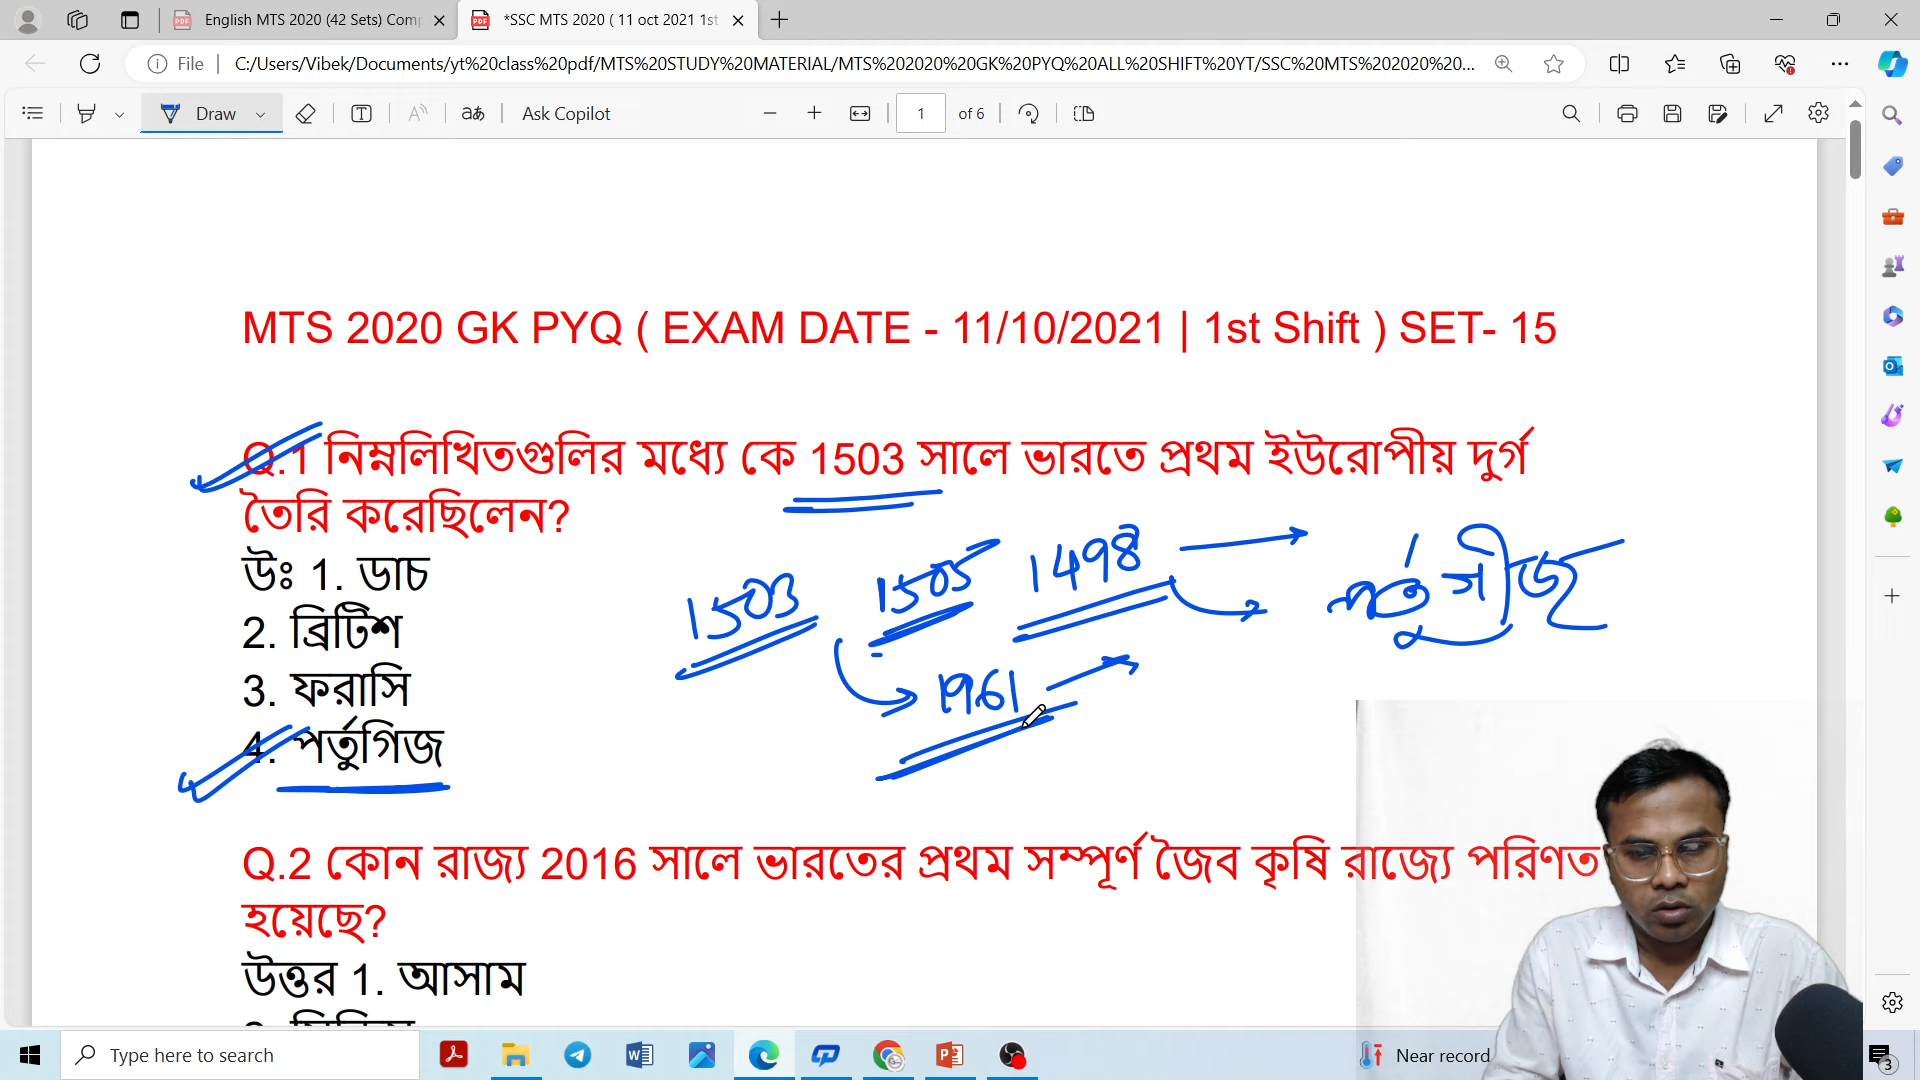 English MTS 2020 (42 Sets) Comp
*SSC MTS 2020 ( 11 oct 2021 1st
File
C:/Users/Vibek/Documents/yt%20class%20pdf/MTS%20STUDY%20MATERIAL/MTS%202020%20GK%20PYQ%20ALL%20SHIFT%20YT/SSC%20MTS%202020%20...
Draw
aあ
Ask Copilot
1
of 6
MTS 2020 GK PYQ ( EXAM DATE - 11/10/2021 | 1st Shift ) SET- 15
Q.1 নিম্নলিখিতগুলির মধ্যে কে 1503 সালে ভারতে প্রথম ইউরোপীয় দুর্গ
তৈরি করেছিলেন?
উঃ 1. ডাচ
2. ব্রিটিশ
3. ফরাসি
4. পর্তুগিজ
1503
1505
1498
পর্তুগীজ
1961
Q.2 কোন রাজ্য 2016 সালে ভারতের প্রথম সম্পূর্ণ জৈব কৃষি রাজ্যে পরিণত
হয়েছে?
উত্তর 1. আসাম
Type here to search
Near record
3